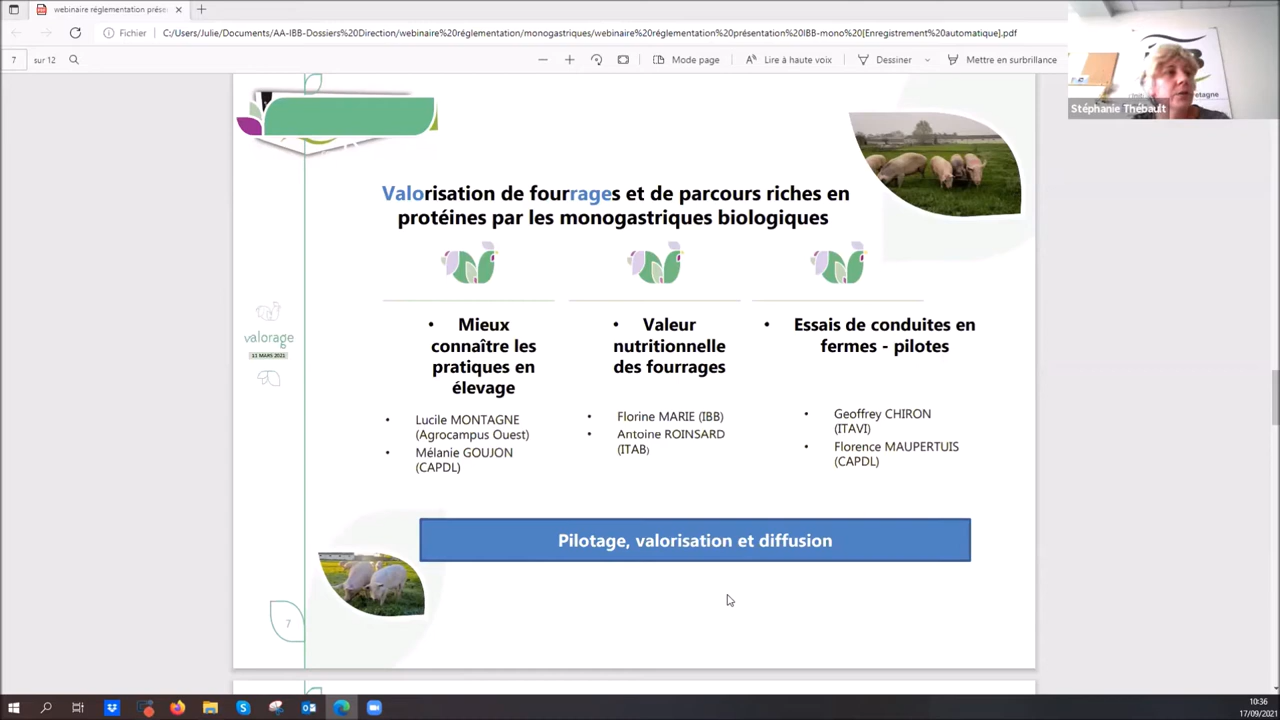 webinaire réglementation prése
Fichier
C:/Users/Julie/Documents/AA-IBB-Dossiers%20Direction/webinaire%20réglementation/monogastriques/webinaire%20réglementation%20présentation%20IBB-mono%20[Enregistrement%20automatique].pdf
7 sur 12
Mode page
Lire à haute voix
Dessiner
Mettre en surbrillance
Stéphanie Thébault
Valorisation de fourrages et de parcours riches en
protéines par les monogastriques biologiques
• Mieux
connaître les
pratiques en
élevage
• Lucile MONTAGNE
(Agrocampus Ouest)
• Mélanie GOUJON
(CAPDL)
• Valeur
nutritionnelle
des fourrages
• Florine MARIE (IBB)
• Antoine ROINSARD
(ITAB)
• Essais de conduites en
fermes - pilotes
• Geoffrey CHIRON
(ITAVI)
• Florence MAUPERTUIS
(CAPDL)
valorage
11 MARS 2021
Pilotage, valorisation et diffusion
7
10:36
17/09/2021